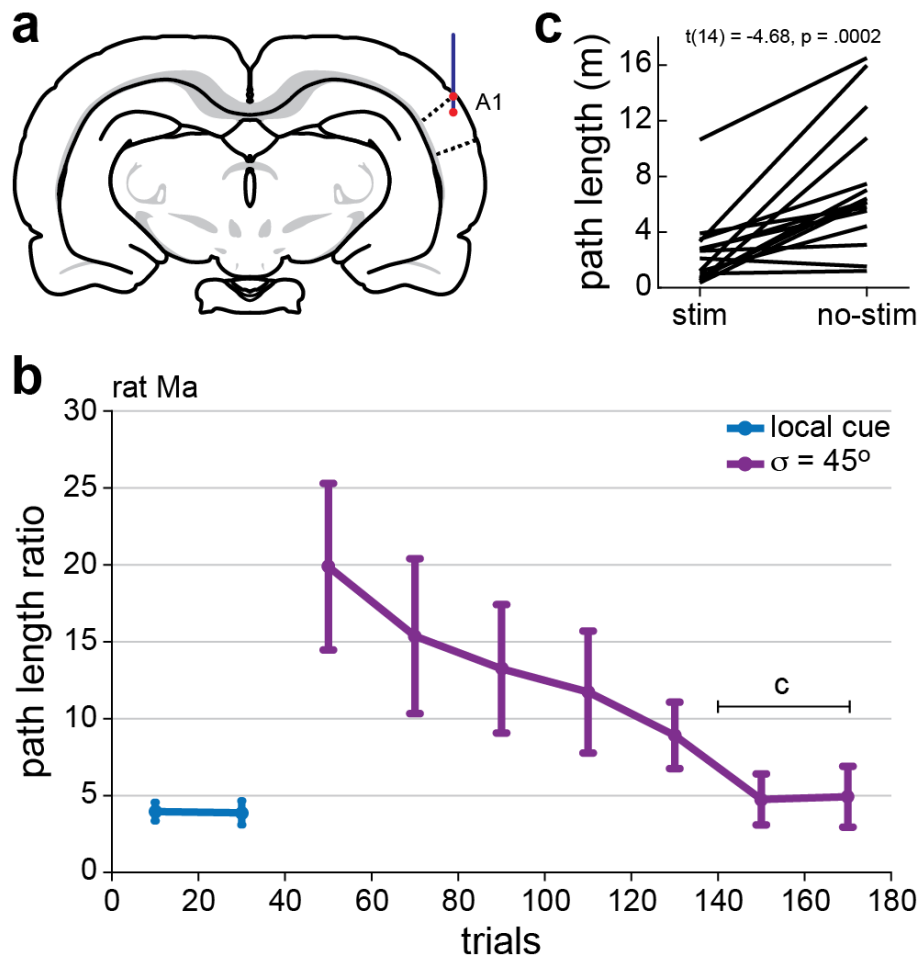 a
A1
c
t(14) = -4.68, p = .0002
path length (m)
16
12
8
4
0
stim
no-stim
b
rat Ma
path length ratio
30
25
20
15
10
5
0
local cue
σ = 45º
c
0
20
40
60
80
100
120
140
160
180
trials